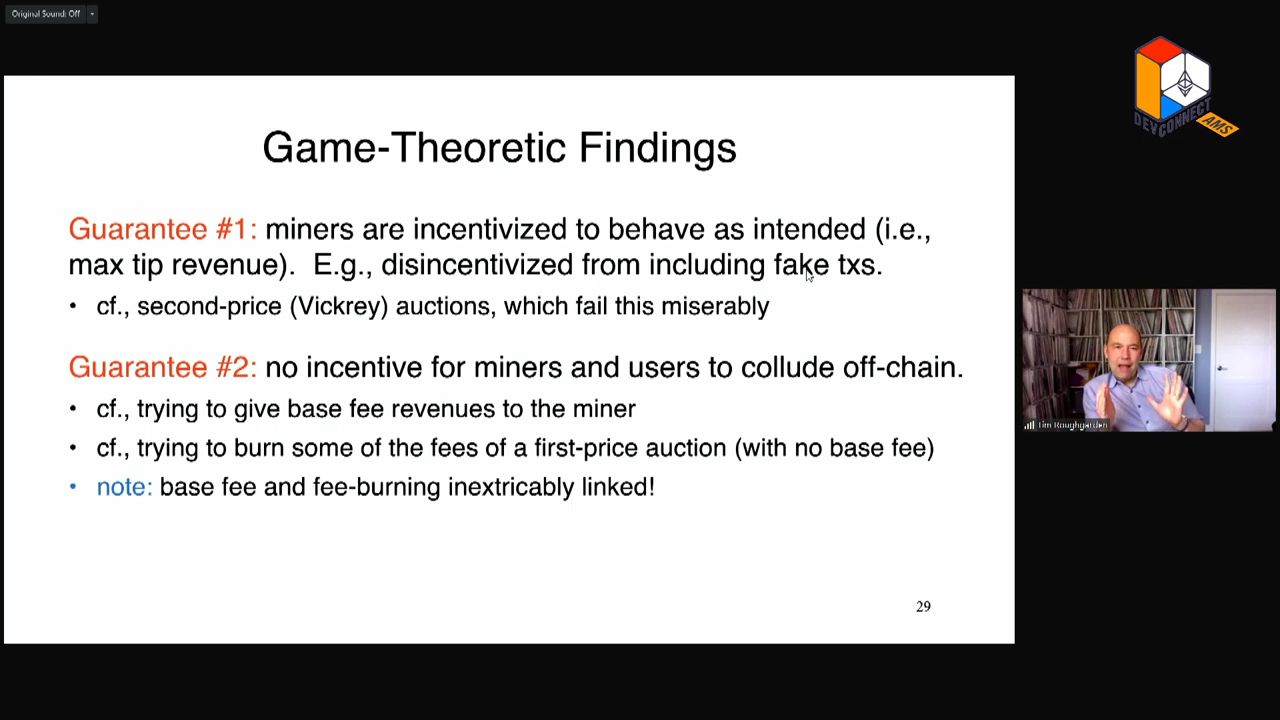 Original Sound: Off
DEVCONNECT
AMS
Game-Theoretic Findings
Guarantee #1: miners are incentivized to behave as intended (i.e.,
max tip revenue).  E.g., disincentivized from including fake txs.
• cf., second-price (Vickrey) auctions, which fail this miserably
Guarantee #2: no incentive for miners and users to collude off-chain.
• cf., trying to give base fee revenues to the miner
• cf., trying to burn some of the fees of a first-price auction (with no base fee)
• note: base fee and fee-burning inextricably linked!
29
Tim Roughgarden